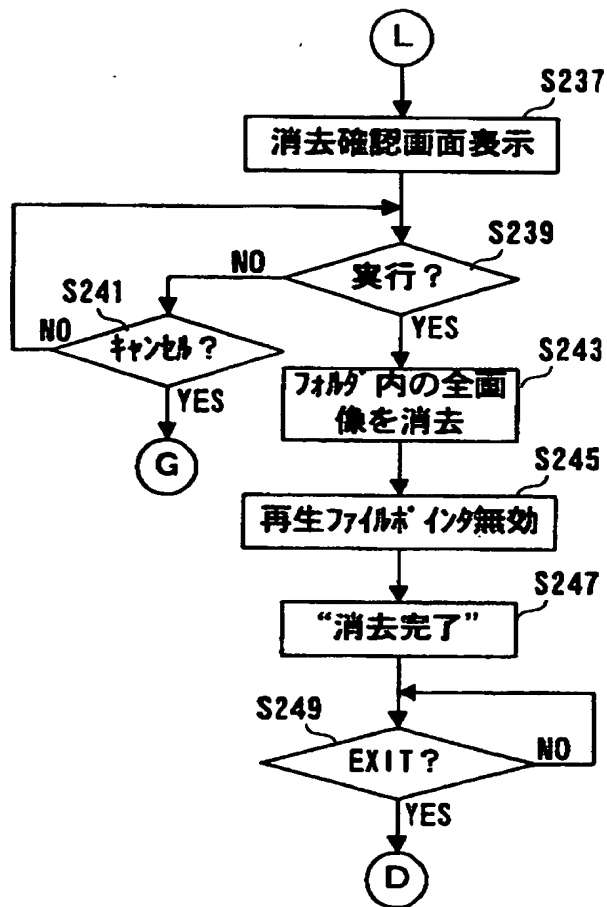 L
S237
消去確認画面表示
S239
実行?
NO
YES
S241
キャンセル?
NO
YES
G
S243
フォルダ内の全画
像を消去
S245
再生ファイルポインタ無効
S247
“消去完了”
S249
EXIT?
NO
YES
D